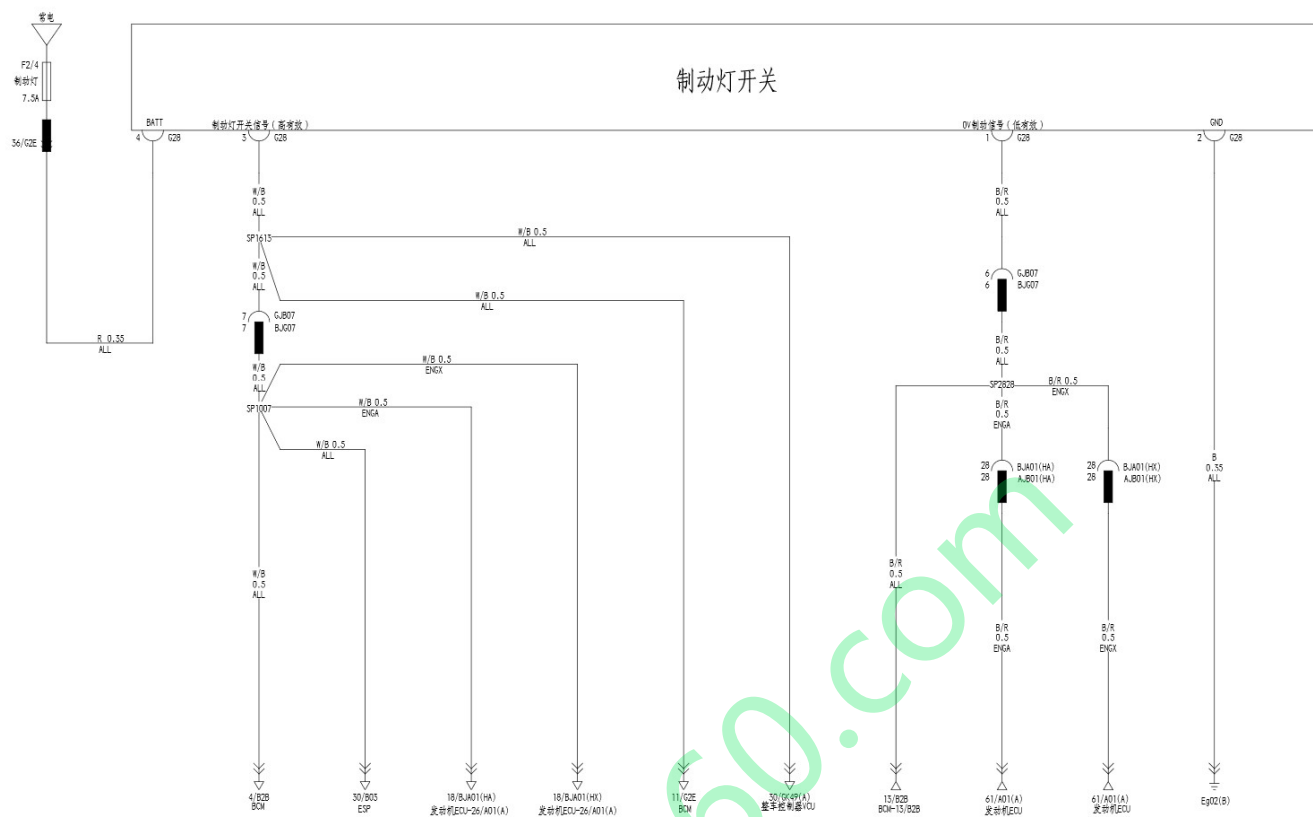 常电
F2/4
制动灯
7.5A
36/G2E
制动灯开关
BATT
4 G28
制动灯开关信号(高有效)
3 G28
0V制动信号(低有效)
1 G28
GND
2 G28
W/B
0.5
ALL
B/R
0.5
ALL
SP1613
W/B 0.5
ALL
W/B
0.5
ALL
W/B 0.5
ALL
6 GJB07
6 BJG07
7 GJB07
7 BJG07
R 0.35
ALL
W/B
0.5
ALL
W/B 0.5
ENGX
B/R
0.5
ALL
SP1007
W/B 0.5
ENGA
SP2828
B/R 0.5
ENGX
B/R
0.5
ENGA
W/B 0.5
ALL
28 BJA01(HA)
28 AJB01(HA)
28 BJA01(HX)
28 AJB01(HX)
B
0.35
ALL
W/B
0.5
ALL
B/R
0.5
ALL
B/R
0.5
ENGA
B/R
0.5
ENGX
60.com
4/B2B
BCM
30/B03
ESP
18/BJA01(HA)
发动机ECU-26/A01(A)
18/BJA01(HX)
发动机ECU-26/A01(A)
11/G2E
BCM
30/GK49(A)
整车控制器VCU
13/B2B
BCM-13/B2B
61/A01(A)
发动机ECU
61/A01(A)
发动机ECU
Eg02(B)